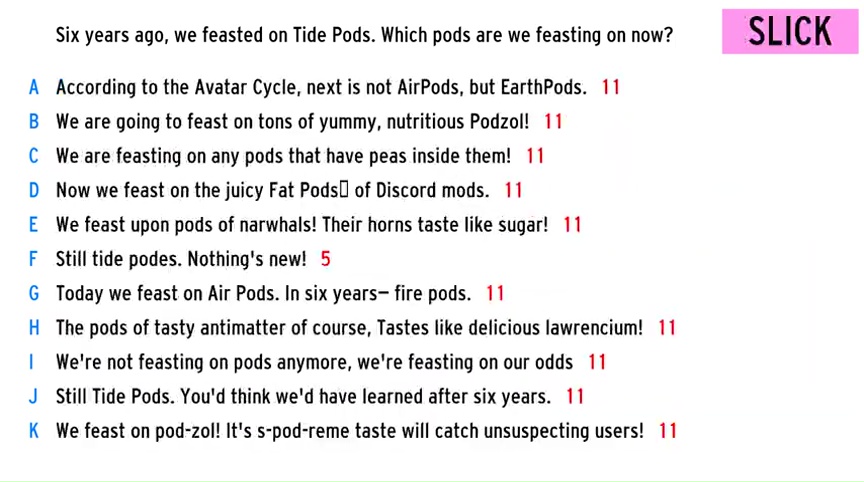 Six years ago, we feasted on Tide Pods. Which pods are we feasting on now?
SLICK
A According to the Avatar Cycle, next is not AirPods, but EarthPods. 11
B We are going to feast on tons of yummy, nutritious Podzol! 11
C We are feasting on any pods that have peas inside them! 11
D Now we feast on the juicy Fat Pods▯ of Discord mods. 11
E We feast upon pods of narwhals! Their horns taste like sugar! 11
F Still tide podes. Nothing's new! 5
G Today we feast on Air Pods. In six years— fire pods. 11
H The pods of tasty antimatter of course, Tastes like delicious lawrencium! 11
I We're not feasting on pods anymore, we're feasting on our odds 11
J Still Tide Pods. You'd think we'd have learned after six years. 11
K We feast on pod-zol! It's s-pod-reme taste will catch unsuspecting users! 11